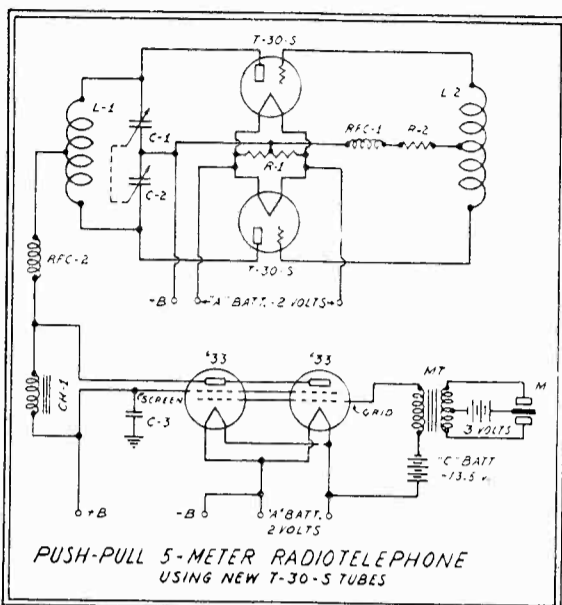 T-30-S
L-1
C-1
C-2
L-2
RFC-1
R-2
R-1
T-30-S
RFC-2
-B
"A" BATT. - 2 VOLTS
'33
'33
MT
M
CH-1
SCREEN
C-3
GRID
3 VOLTS
"C" BATT
-13.5 v.
+B
-B
"A" BATT.
2 VOLTS
PUSH-PULL 5-METER RADIOTELEPHONE
USING NEW T-30-S TUBES